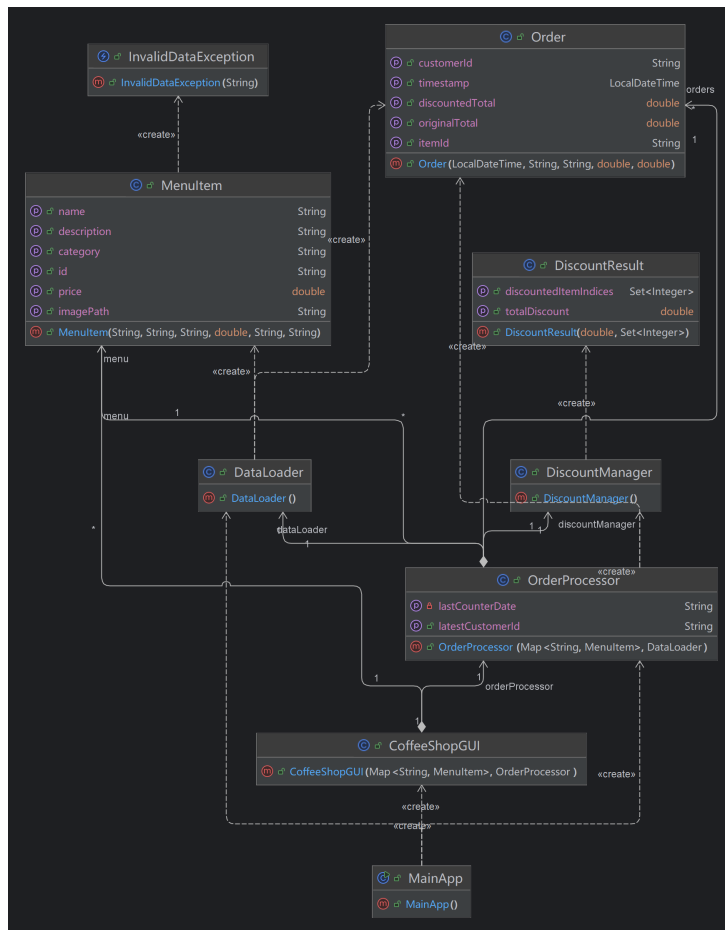 InvalidDataException
InvalidDataException(String)
Order
customerId String
timestamp LocalDateTime
discountedTotal double
originalTotal double
itemId String
Order(LocalDateTime, String, String, double, double)
orders
1
«create»
MenuItem
name String
description String
category String
id String
price double
imagePath String
MenuItem(String, String, String, double, String, String)
«create»
DiscountResult
discountedItemIndices Set<Integer>
totalDiscount double
DiscountResult(double, Set<Integer>)
«create»
menu
«create»
«create»
menu
1
*
DataLoader
DataLoader()
DiscountManager
DiscountManager()
*
dataLoader
1
1
1
discountManager
«create»
OrderProcessor
lastCounterDate String
latestCustomerId String
OrderProcessor(Map<String, MenuItem>, DataLoader)
1
1
orderProcessor
1
CoffeeShopGUI
CoffeeShopGUI(Map<String, MenuItem>, OrderProcessor)
«create»
«create»
«create»
MainApp
MainApp()